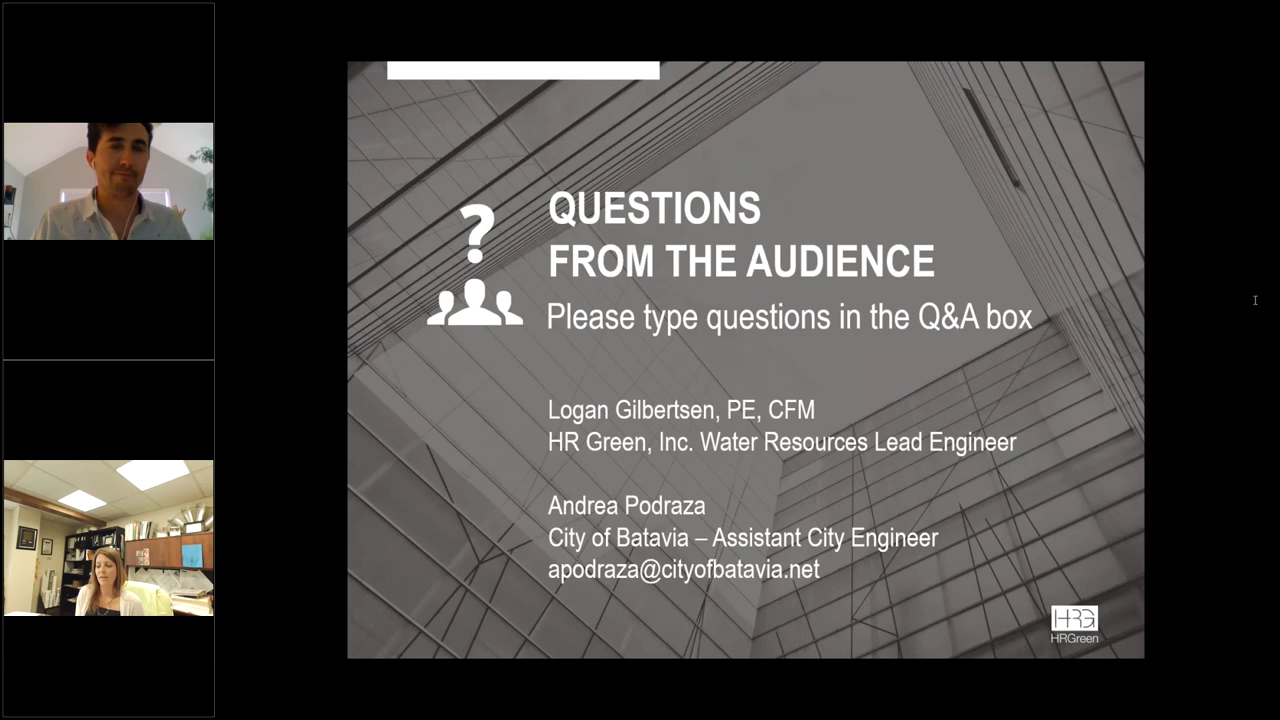 ?
QUESTIONS
FROM THE AUDIENCE
Please type questions in the Q&A box
Logan Gilbertsen, PE, CFM
HR Green, Inc. Water Resources Lead Engineer
Andrea Podraza
City of Batavia – Assistant City Engineer
apodraza@cityofbatavia.net
HRG
HRGreen